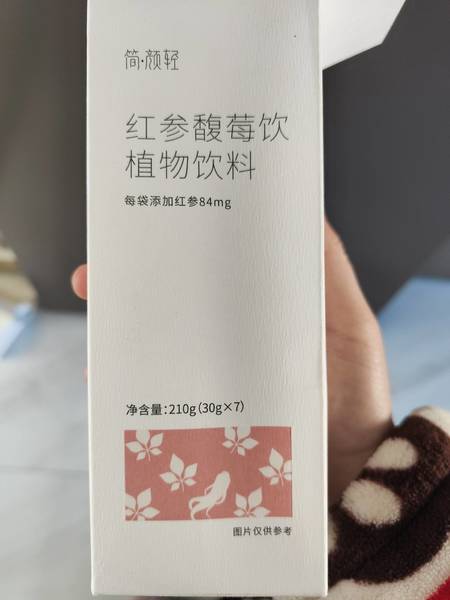 简·颜轻
红参馥莓饮
植物饮料
每袋添加红参84mg
净含量:210g(30g×7)
图片仅供参考